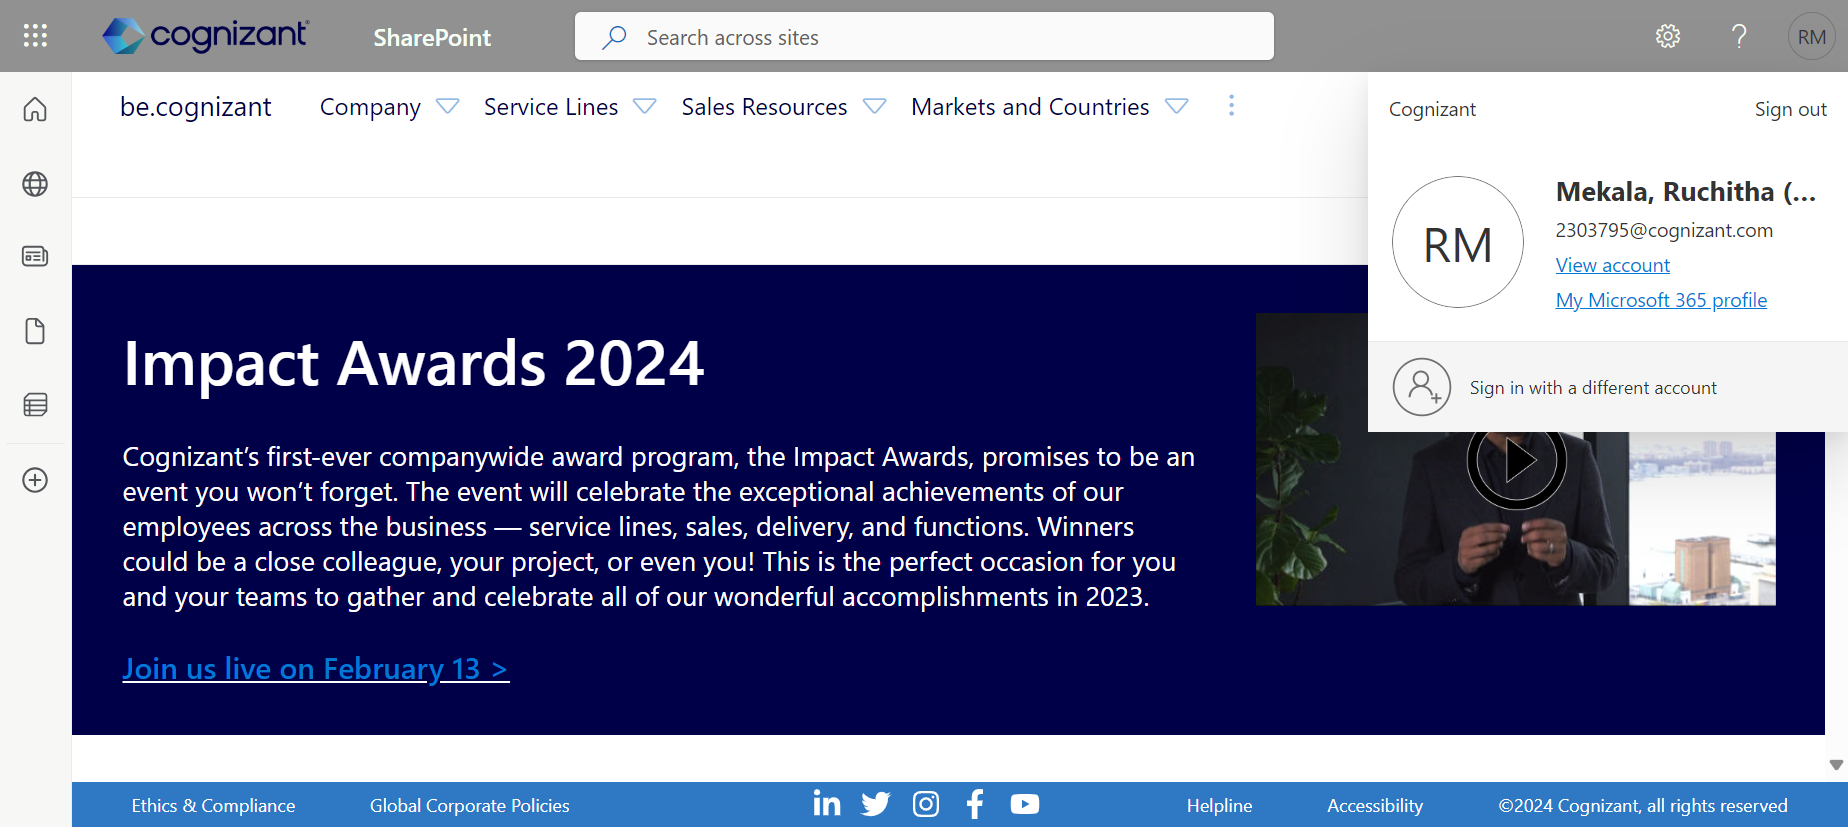 cognizant
SharePoint
Search across sites
RM
be.cognizant
Company
Service Lines
Sales Resources
Markets and Countries
Cognizant
Sign out
RM
Mekala, Ruchitha (...
2303795@cognizant.com
View account
My Microsoft 365 profile
Sign in with a different account
Impact Awards 2024
Cognizant’s first-ever companywide award program, the Impact Awards, promises to be an
event you won’t forget. The event will celebrate the exceptional achievements of our
employees across the business — service lines, sales, delivery, and functions. Winners
could be a close colleague, your project, or even you! This is the perfect occasion for you
and your teams to gather and celebrate all of our wonderful accomplishments in 2023.
Join us live on February 13 >
Ethics & Compliance
Global Corporate Policies
Helpline
Accessibility
©2024 Cognizant, all rights reserved